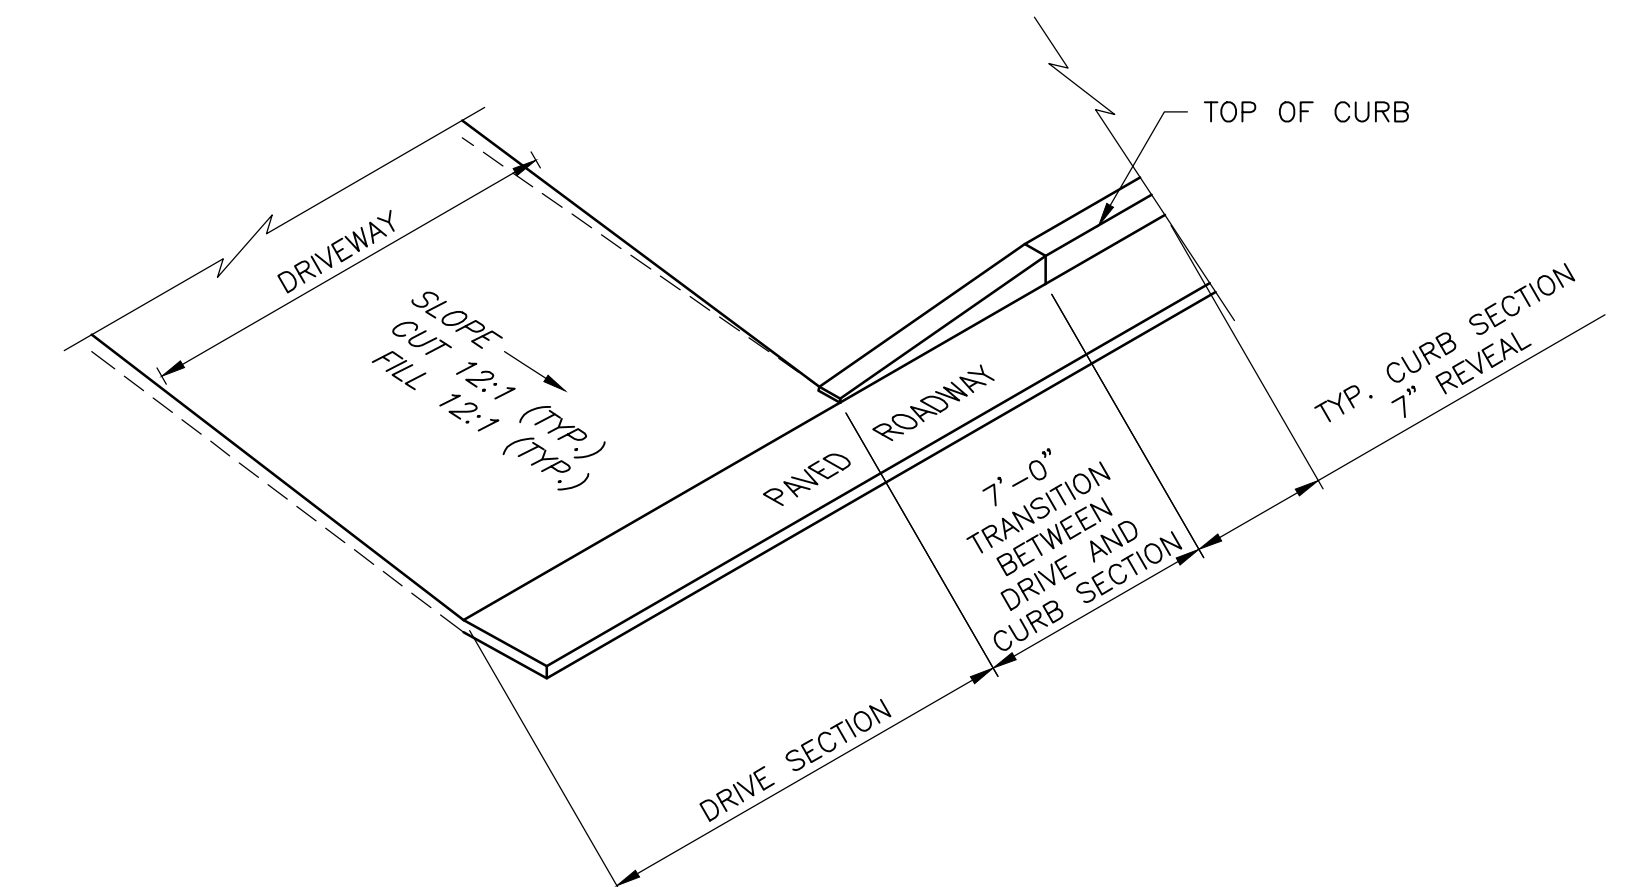 TOP OF CURB
DRIVEWAY
SLOPE
CUT 12:1 (TYP.)
FILL 12:1 (TYP.)
PAVED ROADWAY
TYP. CURB SECTION
7" REVEAL
7'-0"
TRANSITION
BETWEEN
DRIVE AND
CURB SECTION
DRIVE SECTION